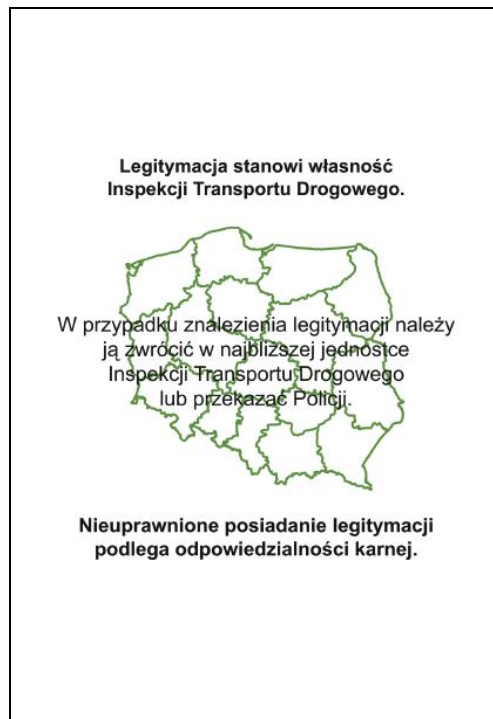 Legitymacja stanowi własność
Inspekcji Transportu Drogowego.
W przypadku znalezienia legitymacji należy
ją zwrócić w najbliższej jednostce
Inspekcji Transportu Drogowego
lub przekazać Policji.
Nieuprawnione posiadanie legitymacji
podlega odpowiedzialności karnej.